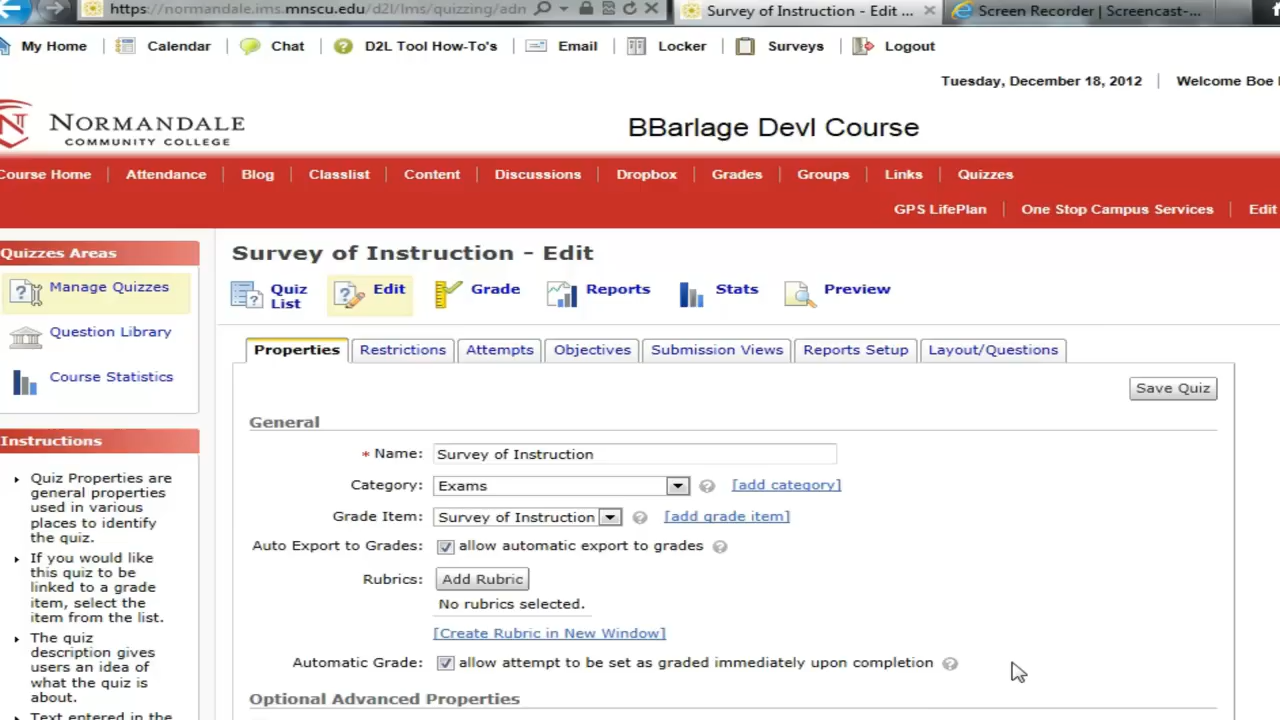 https://normandale.ims.mnscu.edu/d2l/lms/quizzing/adn
Survey of Instruction - Edit ...
Screen Recorder | Screencast-...
My Home
Calendar
Chat
D2L Tool How-To's
Email
Locker
Surveys
Logout
Tuesday, December 18, 2012
Welcome Boe
NORMANDALE
COMMUNITY COLLEGE
BBarlage Devl Course
Course Home
Attendance
Blog
Classlist
Content
Discussions
Dropbox
Grades
Groups
Links
Quizzes
GPS LifePlan
One Stop Campus Services
Edit
Quizzes Areas
Manage Quizzes
Question Library
Course Statistics
Instructions
Quiz Properties are
general properties
used in various
places to identify
the quiz.
If you would like
this quiz to be
linked to a grade
item, select the
item from the list.
The quiz
description gives
users an idea of
what the quiz is
about.
Text entered in the
Survey of Instruction - Edit
Quiz
List
Edit
Grade
Reports
Stats
Preview
Properties
Restrictions
Attempts
Objectives
Submission Views
Reports Setup
Layout/Questions
Save Quiz
General
* Name: Survey of Instruction
Category: Exams [add category]
Grade Item: Survey of Instruction [add grade item]
Auto Export to Grades: allow automatic export to grades
Rubrics: Add Rubric
No rubrics selected.
[Create Rubric in New Window]
Automatic Grade: allow attempt to be set as graded immediately upon completion
Optional Advanced Properties